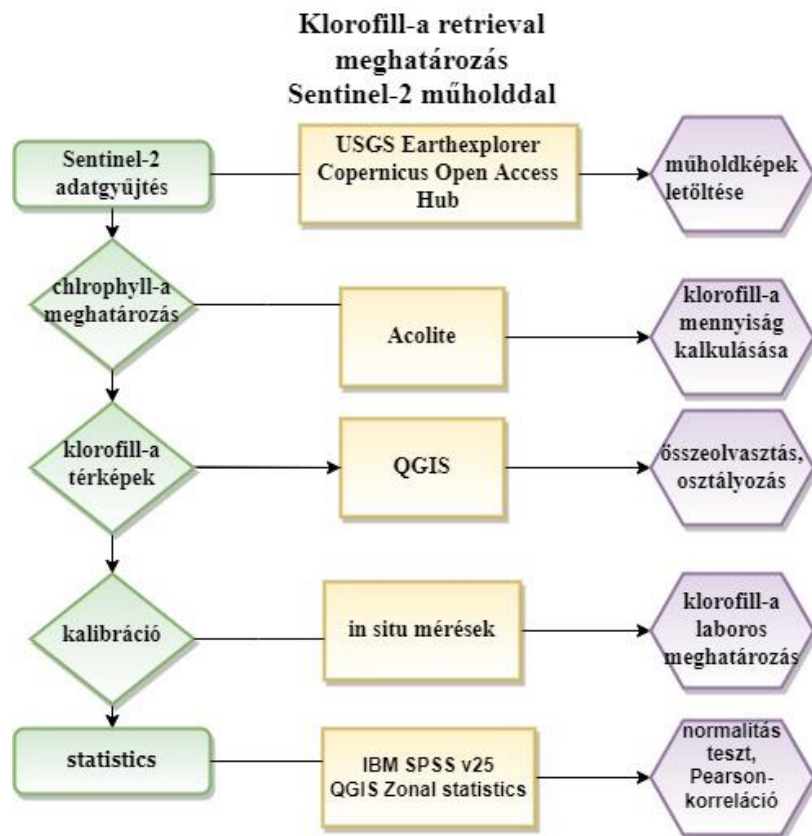 Klorofill-a retrieval
meghatározás
Sentinel-2 műholddal
Sentinel-2
adatgyűjtés
USGS Earthexplorer
Copernicus Open Access
Hub
műholdképek
letöltése
chlrophyll-a
meghatározás
Acolite
klorofill-a
mennyiság
kalkulásása
klorofill-a
térképek
QGIS
összeolvasztás,
osztályozás
kalibráció
in situ mérések
klorofill-a
laboros
meghatározás
statistics
IBM SPSS v25
QGIS Zonal statistics
normalitás
teszt,
Pearson-
korreláció